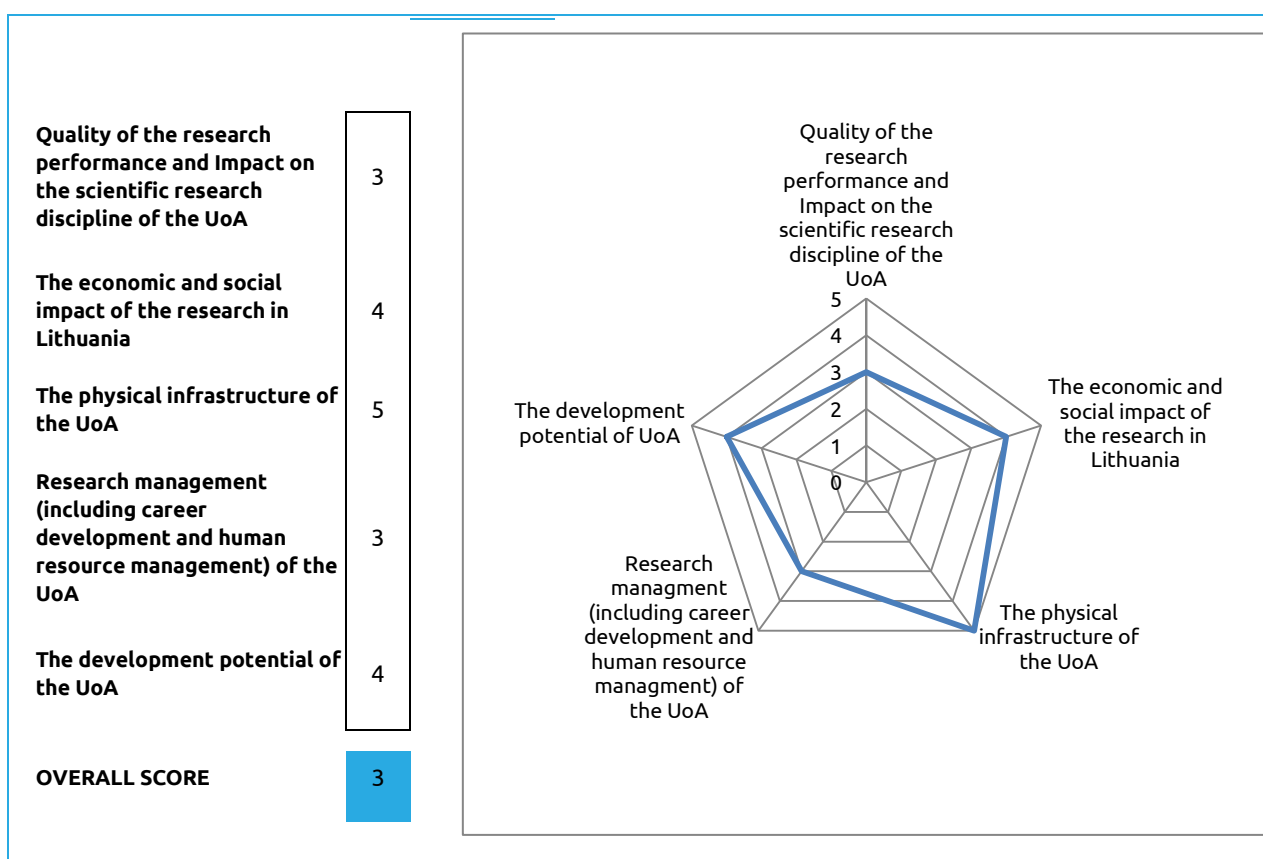 Quality of the research
performance and Impact on
the scientific research
discipline of the UoA
3
The economic and social
impact of the research in
Lithuania
4
The physical infrastructure of
the UoA
5
Research management
(including career
development and human
resource management) of the
UoA
3
The development potential of
the UoA
4
OVERALL SCORE
3
Quality of the
research
performance and
Impact on the
scientific research
discipline of the
UoA
5
4
3
2
1
0
The economic and
social impact of
the research in
Lithuania
The physical
infrastructure of
the UoA
Research
managment
(including career
development and
human resource
managment) of
the UoA
The development
potential of UoA